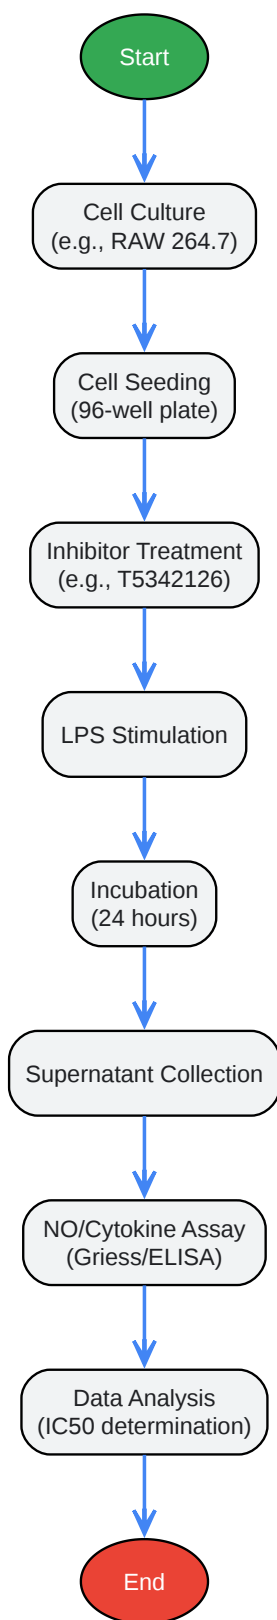 Start
Cell Culture
(e.g., RAW 264.7)
Cell Seeding
(96-well plate)
Inhibitor Treatment
(e.g., T5342126)
LPS Stimulation
Incubation
(24 hours)
Supernatant Collection
NO/Cytokine Assay
(Griess/ELISA)
Data Analysis
(IC50 determination)
End